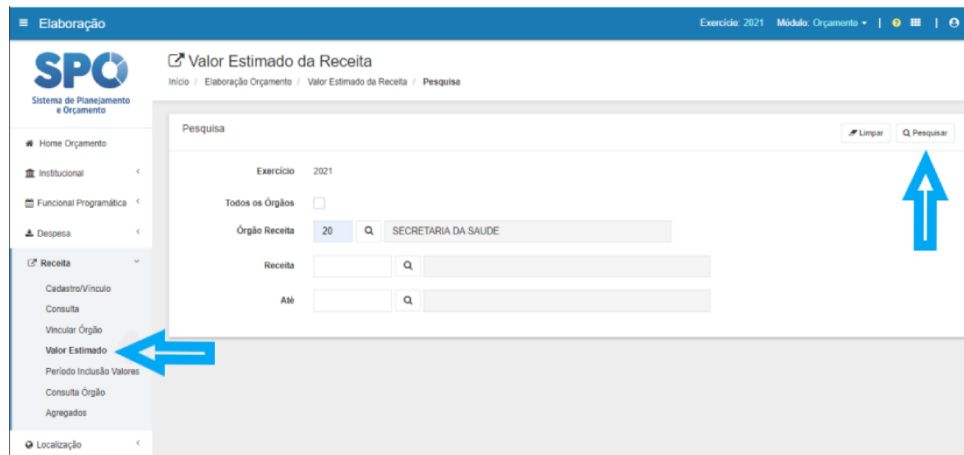 Elaboração
Exercício: 2021 Módulo: Orçamento
SPO
Sistema de Planejamento
e Orçamento
Valor Estimado da Receita
Início / Elaboração Orçamento / Valor Estimado da Receita / Pesquisa
Home Orçamento
Institucional
Funcional Programática
Despesa
Receita
Cadastro/Vínculo
Consulta
Vincular Órgão
Valor Estimado
Período Inclusão Valores
Consulta Órgão
Agregados
Localização
Pesquisa
Limpar
Pesquisar
Exercício 2021
Todos os Órgãos
Órgão Receita 20 SECRETARIA DA SAUDE
Receita
Até